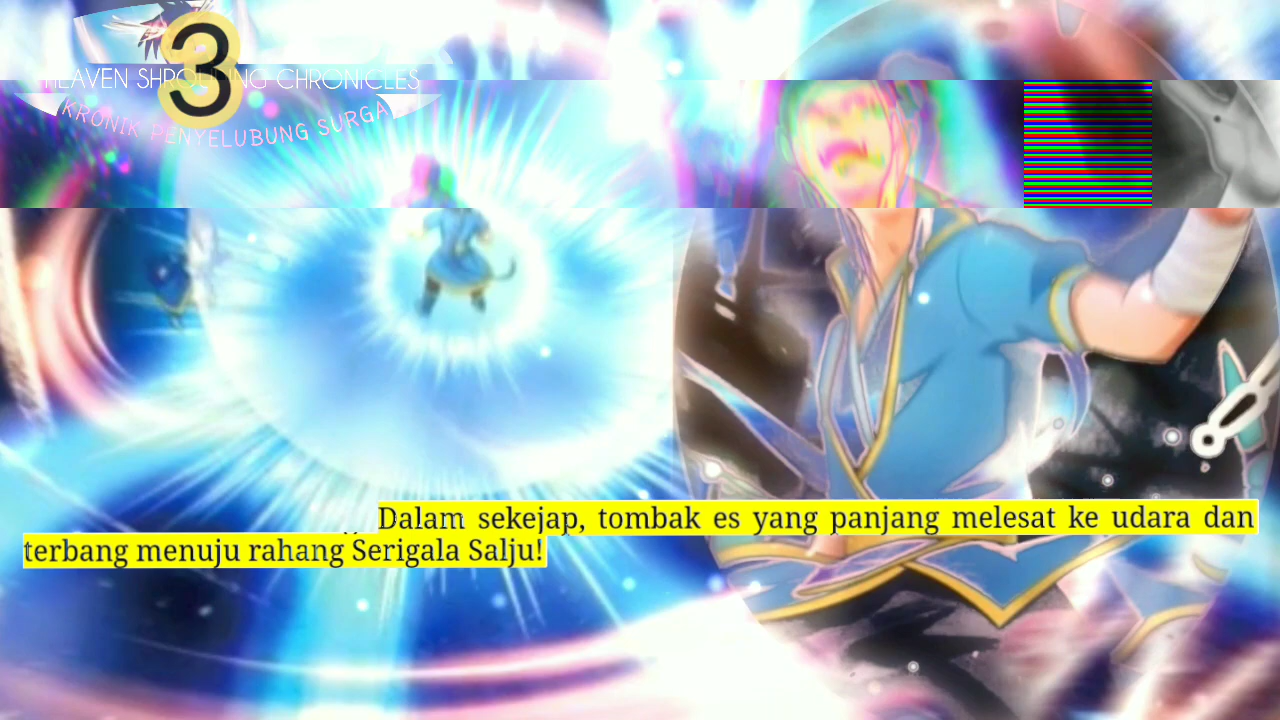 3
HEAVEN SHROUDING CHRONICLES
KRONIK PENYELUBUNG SURGA
Dalam sekejap, tombak es yang panjang melesat ke udara dan
terbang menuju rahang Serigala Salju!